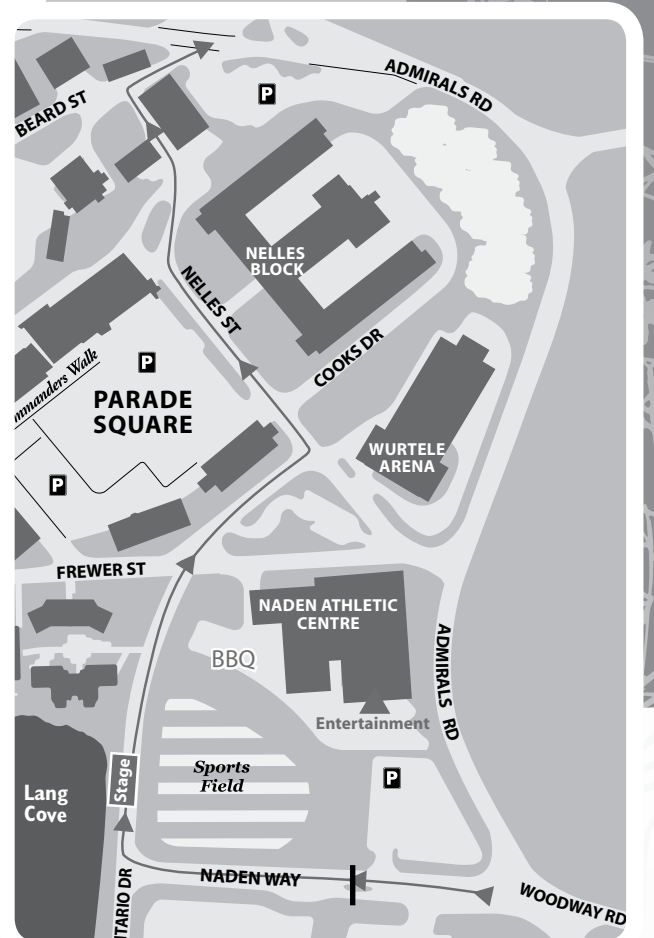 ADMIRALS RD
BEARD ST
P
NELLES
BLOCK
NELLES ST
COOKS DR
P
mmanders Walk
PARADE
SQUARE
WURTELE
ARENA
P
FREWER ST
NADEN ATHLETIC
CENTRE
BBQ
ADMIRALS RD
Entertainment
Stage
Sports
Field
P
Lang
Cove
NADEN WAY
NTARIO DR
WOODWAY RD